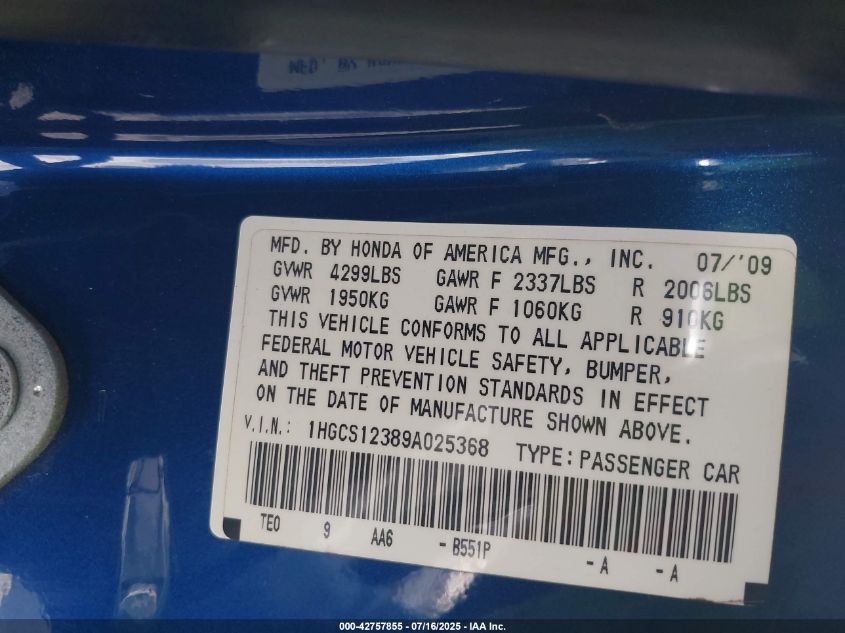 MFD. BY HONDA OF AMERICA MFG., INC. 07/'09
GVWR 4299LBS GAWR F 2337LBS R 2006LBS
GVWR 1950KG GAWR F 1060KG R 910KG
THIS VEHICLE CONFORMS TO ALL APPLICABLE
FEDERAL MOTOR VEHICLE SAFETY, BUMPER,
AND THEFT PREVENTION STANDARDS IN EFFECT
ON THE DATE OF MANUFACTURE SHOWN ABOVE.
V.I.N.: 1HGCS12389A025368 TYPE: PASSENGER CAR
TE0 9 AA6 - B551P - A - A
000-42757855 - 07/16/2025 - IAA Inc.